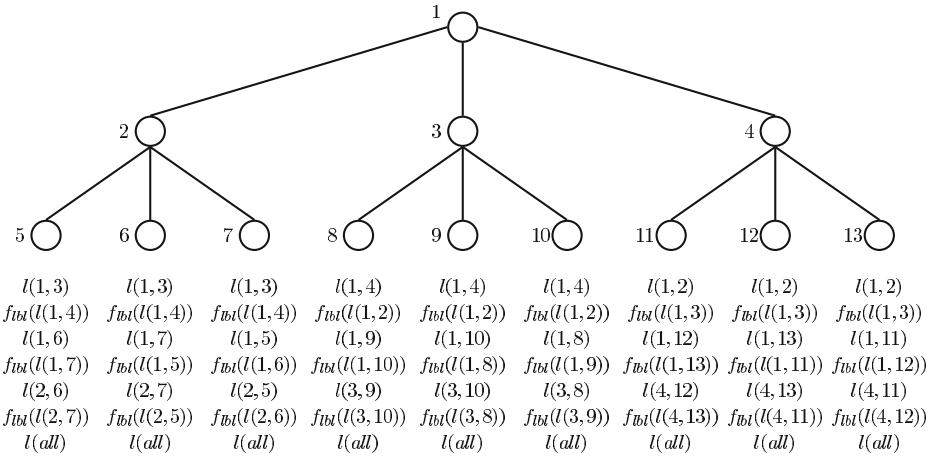 1
2 3 4
5 6 7 8 9 10 11 12 13
l(1, 3) l(1, 3) l(1, 3) l(1, 4) l(1, 4) l(1, 4) l(1, 2) l(1, 2) l(1, 2)
f_lbl(l(1, 4)) f_lbl(l(1, 4)) f_lbl(l(1, 4)) f_lbl(l(1, 2)) f_lbl(l(1, 2)) f_lbl(l(1, 2)) f_lbl(l(1, 3)) f_lbl(l(1, 3)) f_lbl(l(1, 3))
l(1, 6) l(1, 7) l(1, 5) l(1, 9) l(1, 10) l(1, 8) l(1, 12) l(1, 13) l(1, 11)
f_lbl(l(1, 7)) f_lbl(l(1, 5)) f_lbl(l(1, 6)) f_lbl(l(1, 10)) f_lbl(l(1, 8)) f_lbl(l(1, 9)) f_lbl(l(1, 13)) f_lbl(l(1, 11)) f_lbl(l(1, 12))
l(2, 6) l(2, 7) l(2, 5) l(3, 9) l(3, 10) l(3, 8) l(4, 12) l(4, 13) l(4, 11)
f_lbl(l(2, 7)) f_lbl(l(2, 5)) f_lbl(l(2, 6)) f_lbl(l(3, 10)) f_lbl(l(3, 8)) f_lbl(l(3, 9)) f_lbl(l(4, 13)) f_lbl(l(4, 11)) f_lbl(l(4, 12))
l(all) l(all) l(all) l(all) l(all) l(all) l(all) l(all) l(all)